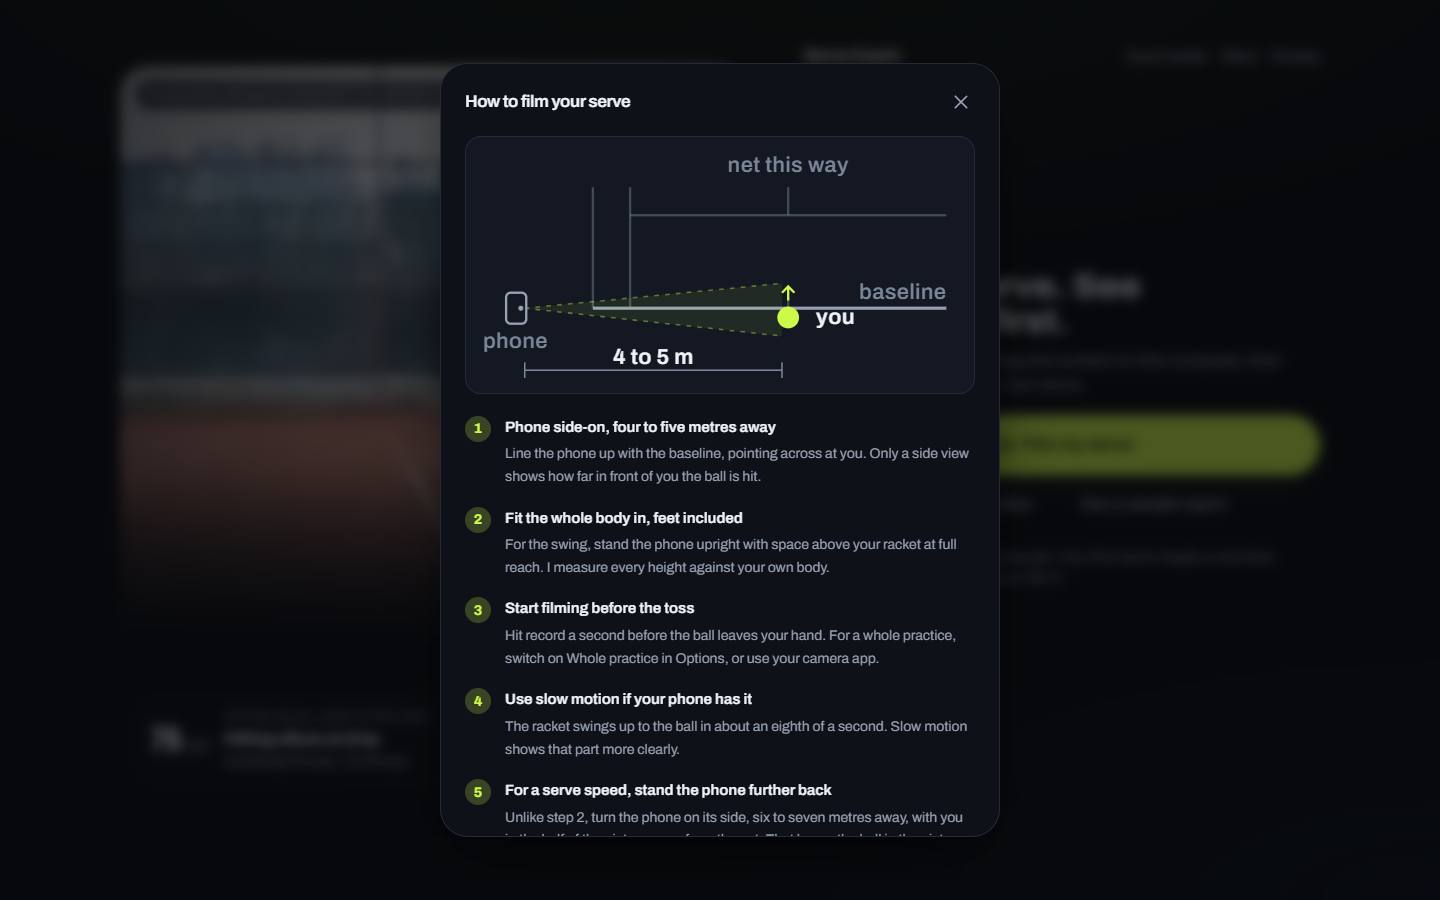 How to film your serve
net this way
baseline
you
phone
4 to 5 m
1
Phone side-on, four to five metres away
Line the phone up with the baseline, pointing across at you. Only a side view
shows how far in front of you the ball is hit.
2
Fit the whole body in, feet included
For the swing, stand the phone upright with space above your racket at full
reach. I measure every height against your own body.
3
Start filming before the toss
Hit record a second before the ball leaves your hand. For a whole practice,
switch on Whole practice in Options, or use your camera app.
4
Use slow motion if your phone has it
The racket swings up to the ball in about an eighth of a second. Slow motion
shows that part more clearly.
5
For a serve speed, stand the phone further back
Unlike step 2, turn the phone on its side, six to seven metres away, with you